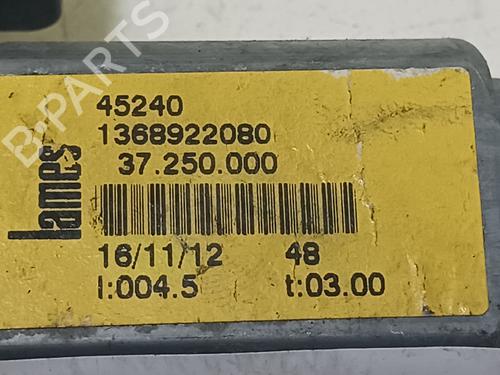 B-PARTS
lames
45240
1368922080
37.250.000
16/11/12 48
I:004.5 t:03.00